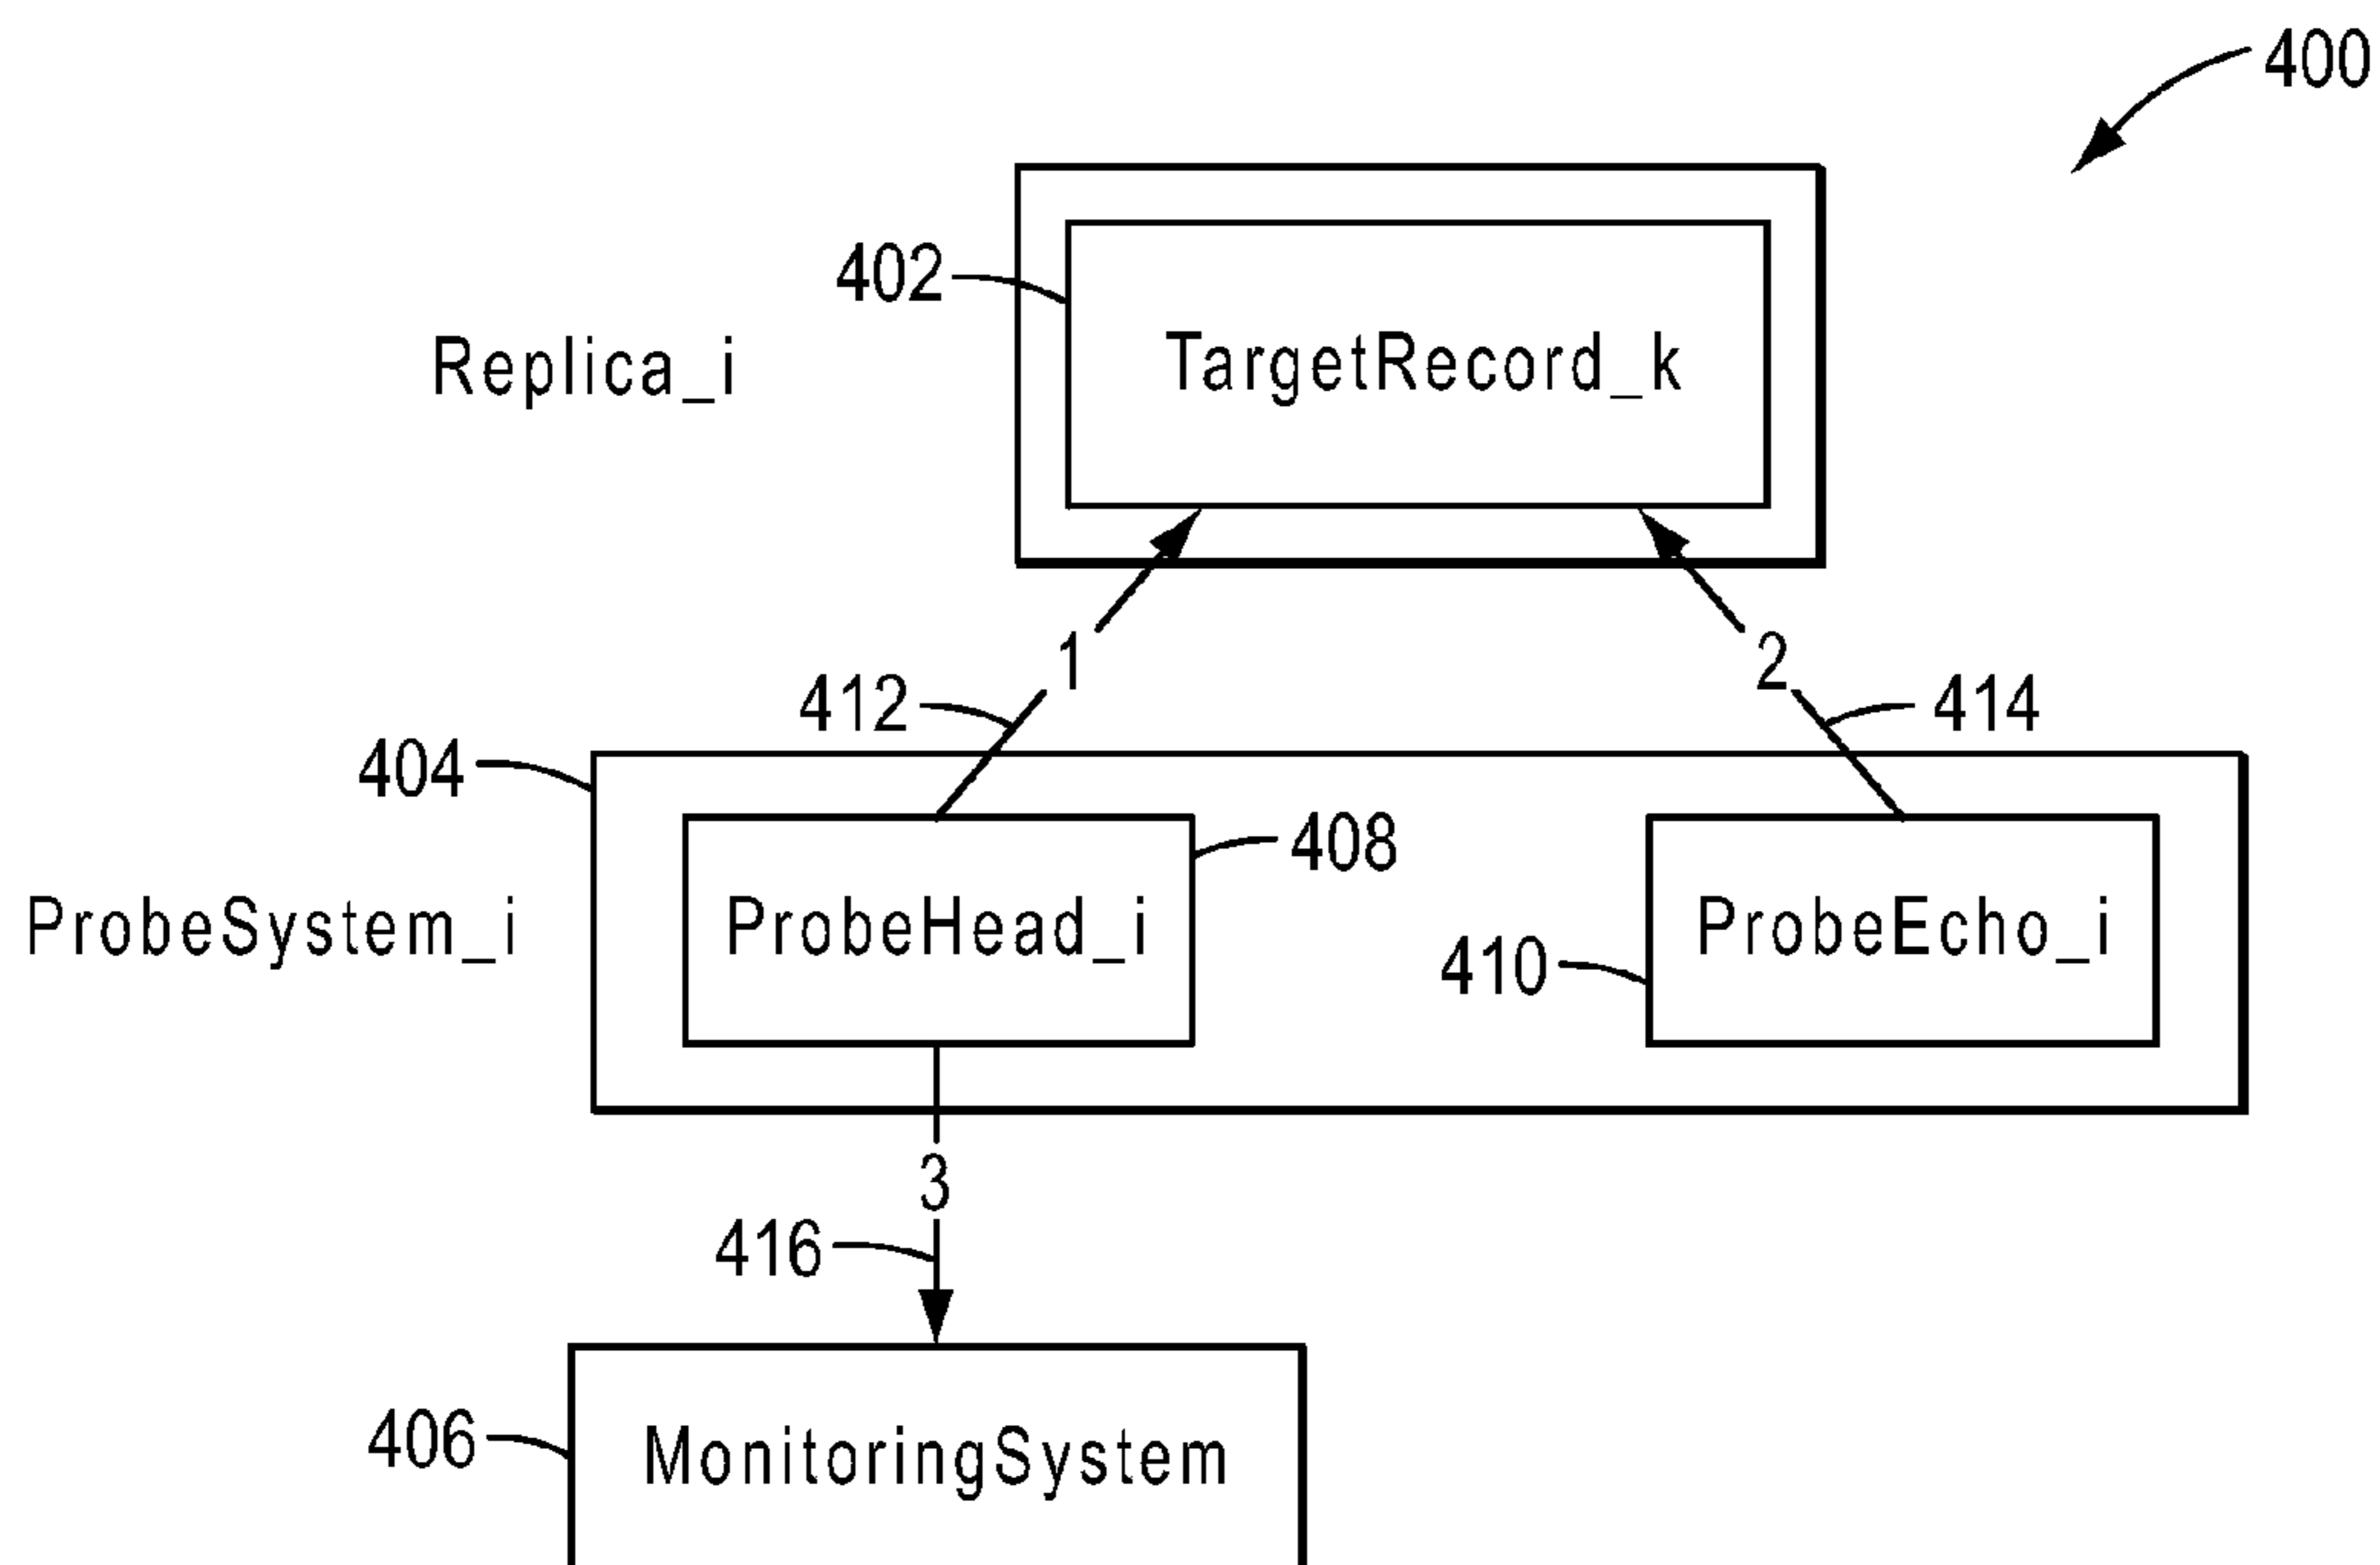 400
402
Replica_i
TargetRecord_k
1
2
412
414
404
408
ProbeSystem_i
ProbeHead_i
410
ProbeEcho_i
3
416
406
MonitoringSystem